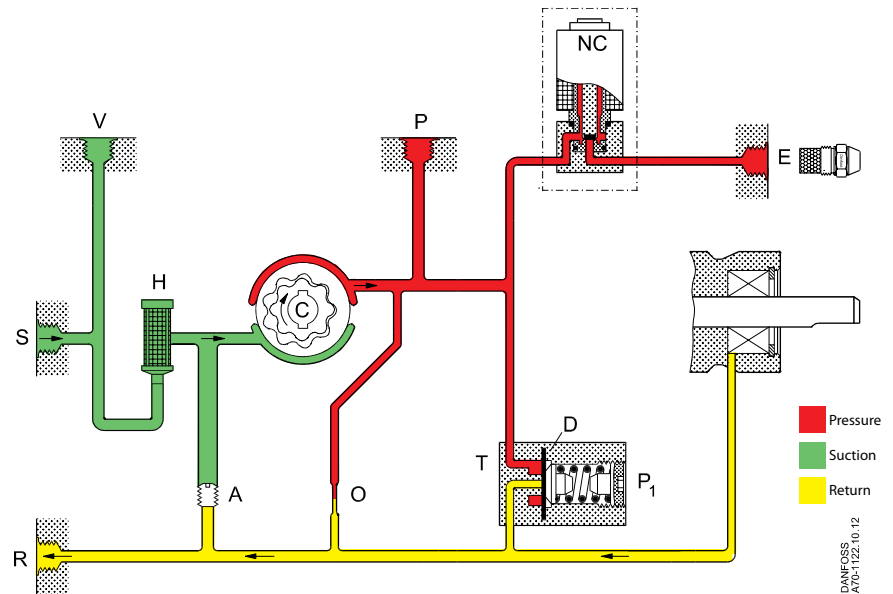 NC
V
P
E
H
C
S
D
T
P1
A
O
R
Pressure
Suction
Return
DANFOSS
A70-1122.10.12